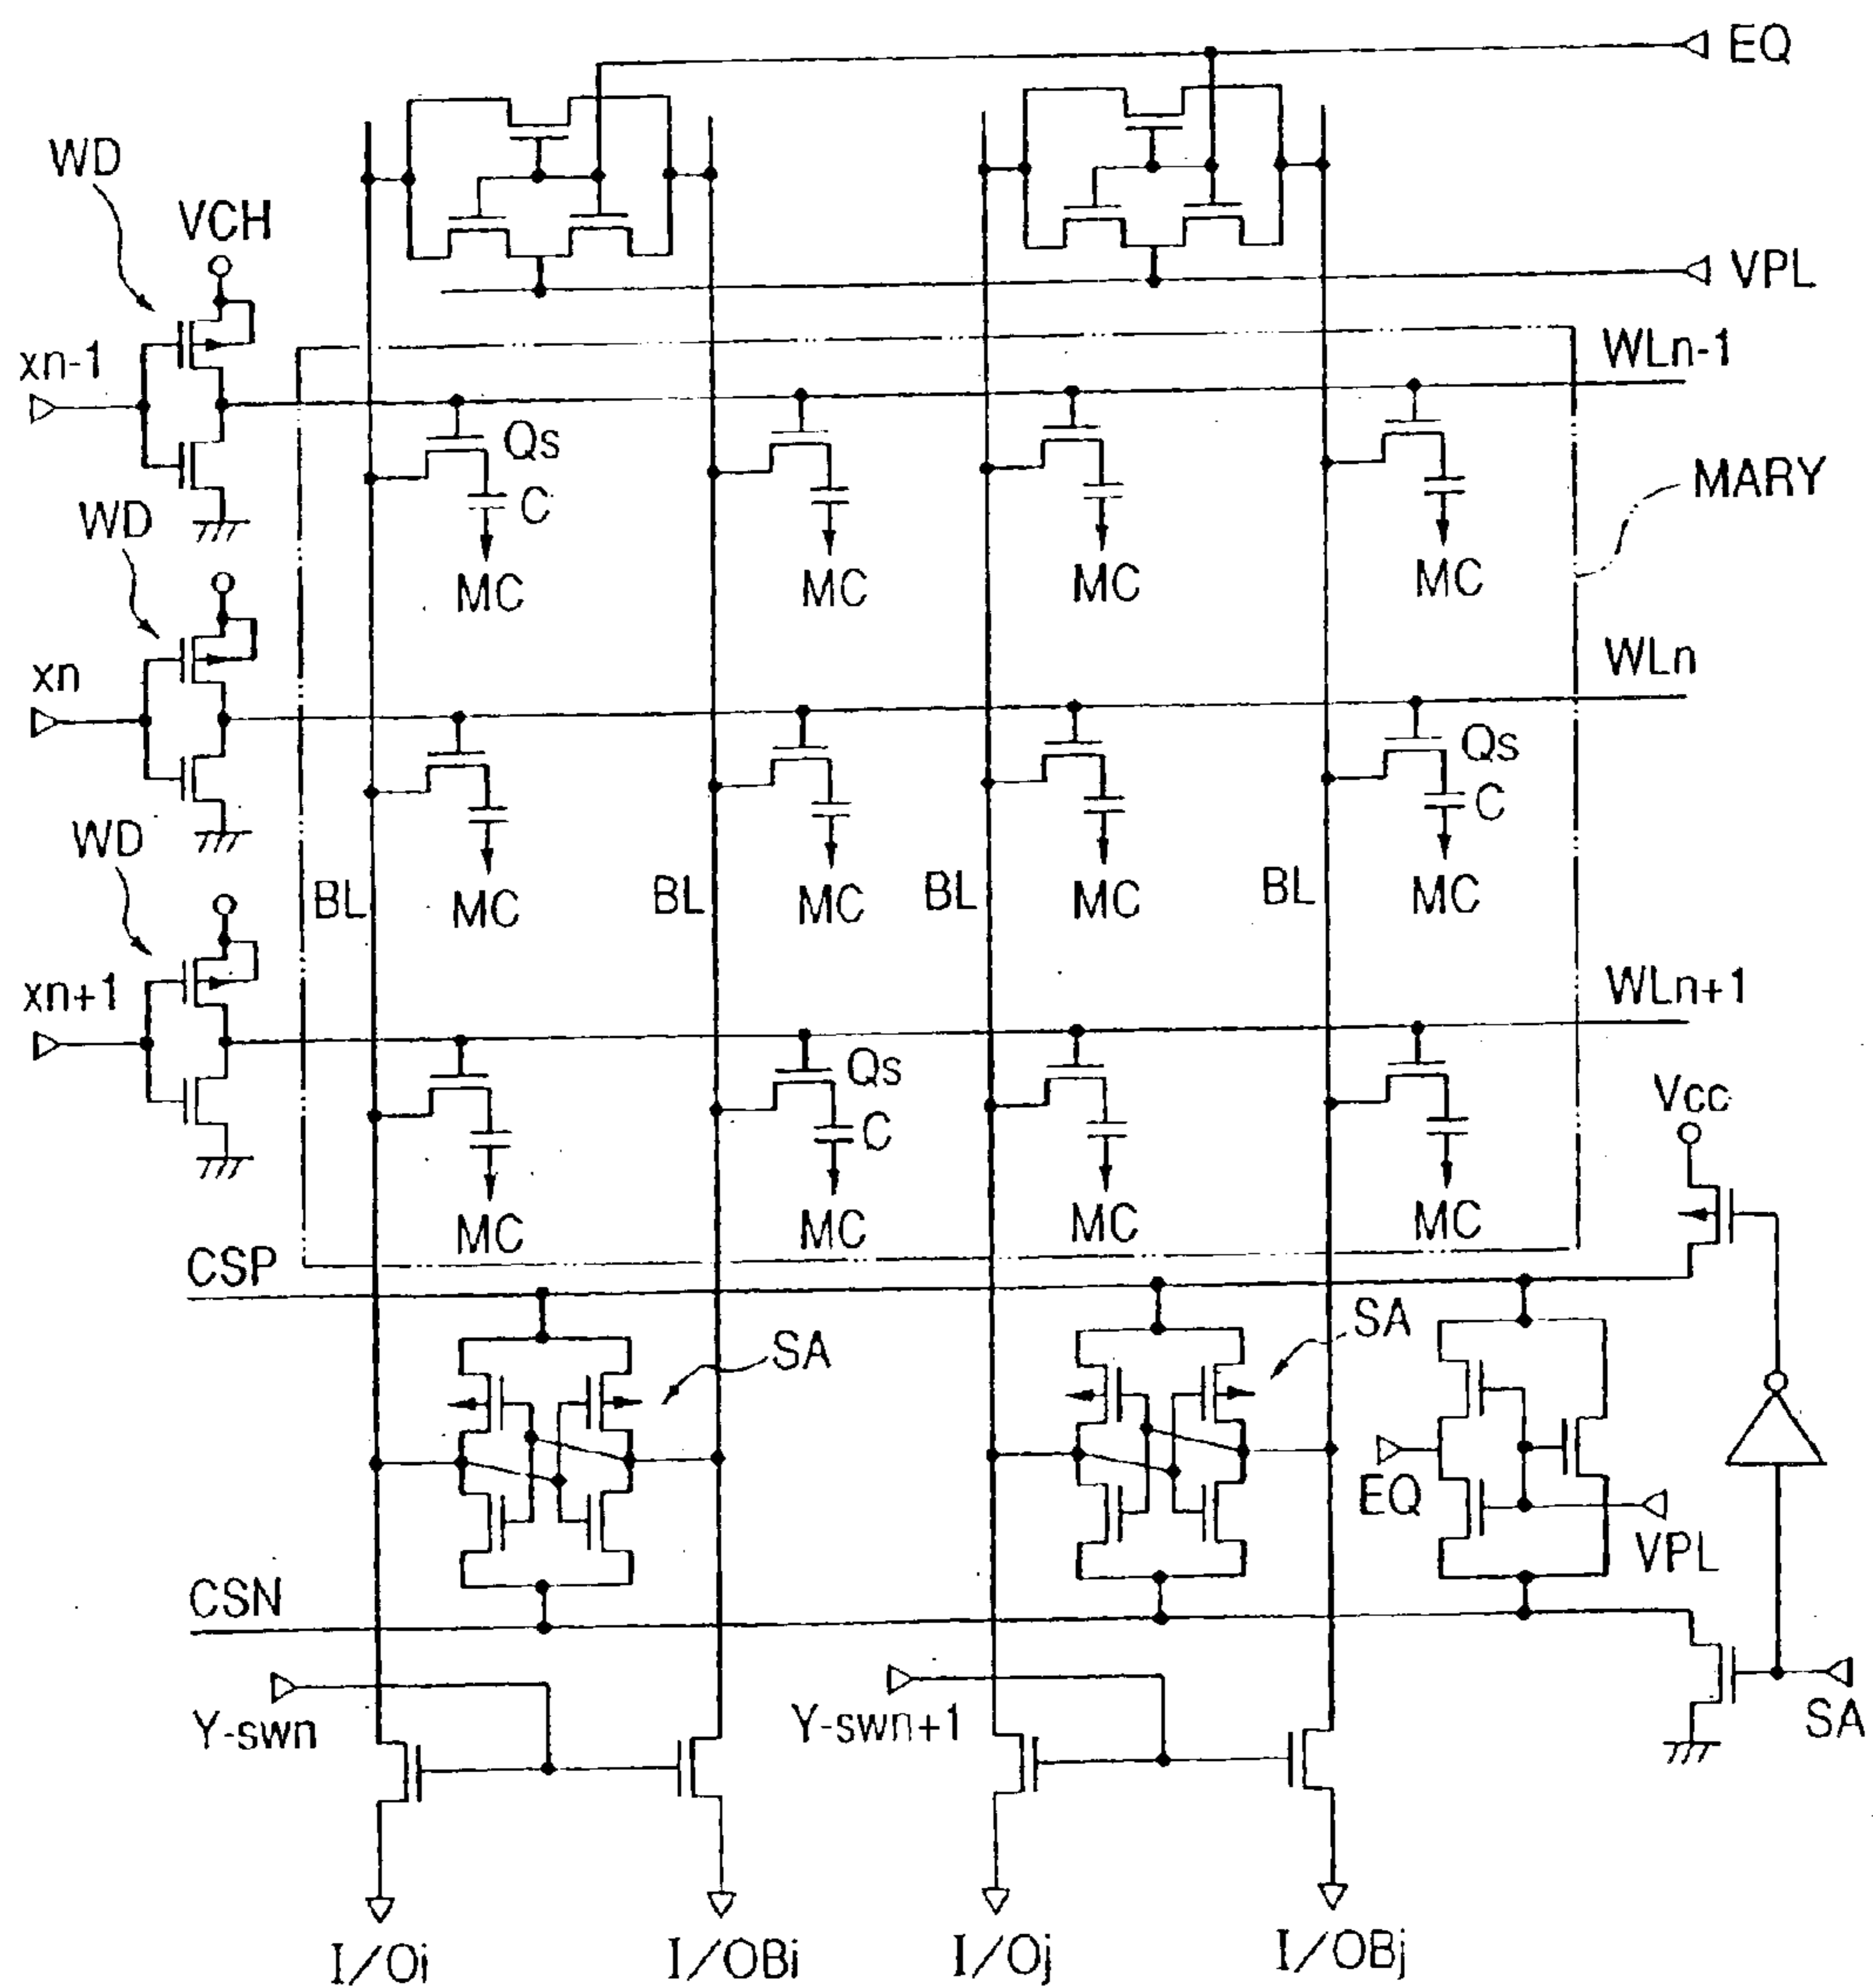 EQ
WD
VCH
VPL
xn-1
WLn-1
Qs
MARY
C
WD
MC
MC
MC
MC
xn
WLn
Qs
C
WD
BL
MC
BL
MC
BL
MC
BL
MC
xn+1
WLn+1
Qs
C
Vcc
MC
MC
MC
MC
CSP
SA
SA
EQ
VPL
CSN
Y-swn
Y-swn+1
SA
I/Oi
I/OBi
I/Oj
I/OBj